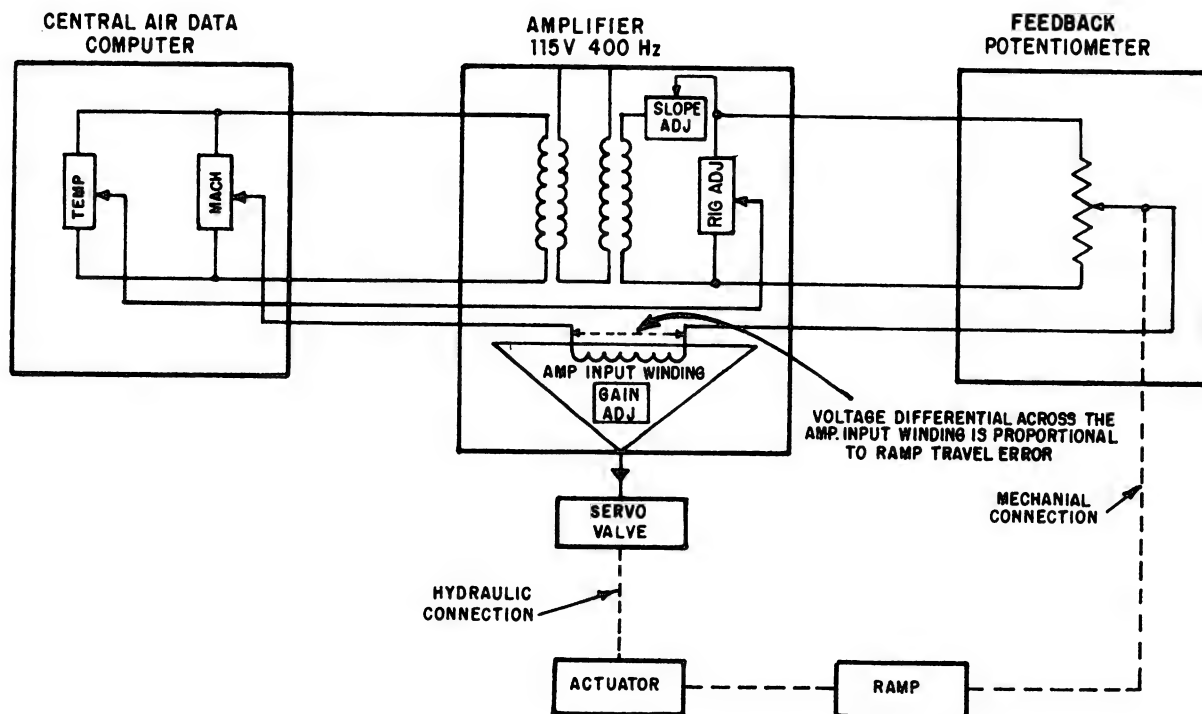 CENTRAL AIR DATA
COMPUTER
AMPLIFIER
115V 400 Hz
FEEDBACK
POTENTIOMETER
TEMP
MACH
SLOPE
ADJ
RIG ADJ
AMP INPUT WINDING
GAIN
ADJ
VOLTAGE DIFFERENTIAL ACROSS THE
AMP. INPUT WINDING IS PROPORTIONAL
TO RAMP TRAVEL ERROR
SERVO
VALVE
MECHANIAL
CONNECTION
HYDRAULIC
CONNECTION
ACTUATOR
RAMP